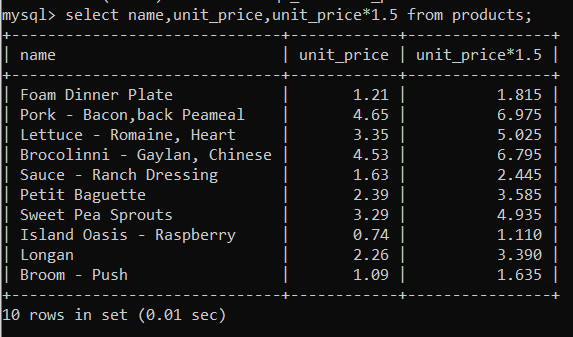 mysql> select name,unit_price,unit_price*1.5 from products;
+----------------------------+------------+----------------+
| name                       | unit_price | unit_price*1.5 |
+----------------------------+------------+----------------+
| Foam Dinner Plate          |       1.21 |          1.815 |
| Pork - Bacon,back Peameal  |       4.65 |          6.975 |
| Lettuce - Romaine, Heart   |       3.35 |          5.025 |
| Brocolinni - Gaylan, Chinese |       4.53 |          6.795 |
| Sauce - Ranch Dressing     |       1.63 |          2.445 |
| Petit Baguette             |       2.39 |          3.585 |
| Sweet Pea Sprouts          |       3.29 |          4.935 |
| Island Oasis - Raspberry   |       0.74 |          1.110 |
| Longan                     |       2.26 |          3.390 |
| Broom - Push               |       1.09 |          1.635 |
+----------------------------+------------+----------------+
10 rows in set (0.01 sec)